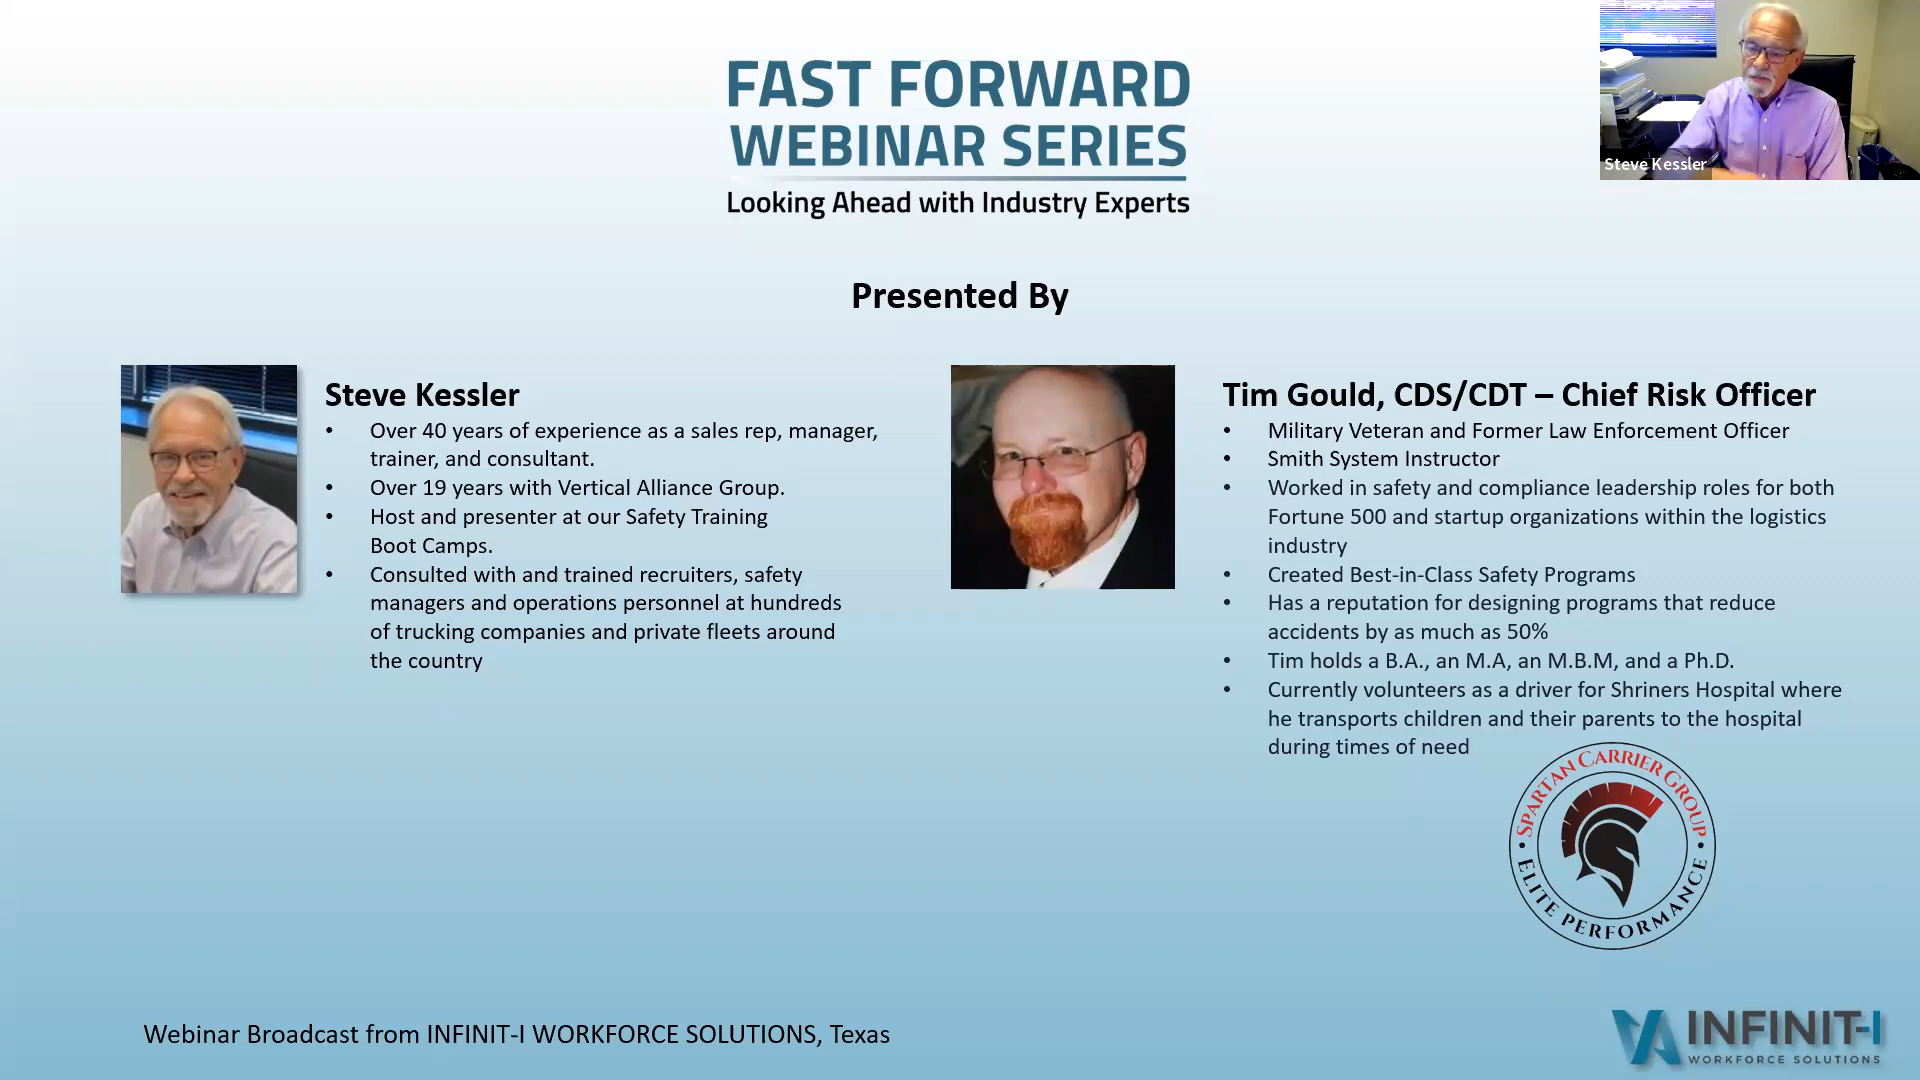 FAST FORWARD
WEBINAR SERIES
Looking Ahead with Industry Experts
Steve Kessler
Presented By
Steve Kessler
• Over 40 years of experience as a sales rep, manager,
trainer, and consultant.
• Over 19 years with Vertical Alliance Group.
• Host and presenter at our Safety Training
Boot Camps.
• Consulted with and trained recruiters, safety
managers and operations personnel at hundreds
of trucking companies and private fleets around
the country
Tim Gould, CDS/CDT – Chief Risk Officer
• Military Veteran and Former Law Enforcement Officer
• Smith System Instructor
• Worked in safety and compliance leadership roles for both
Fortune 500 and startup organizations within the logistics
industry
• Created Best-in-Class Safety Programs
• Has a reputation for designing programs that reduce
accidents by as much as 50%
• Tim holds a B.A., an M.A, an M.B.M, and a Ph.D.
• Currently volunteers as a driver for Shriners Hospital where
he transports children and their parents to the hospital
during times of need
SPARTAN CARRIER GROUP
• ELITE PERFORMANCE •
Webinar Broadcast from INFINIT-I WORKFORCE SOLUTIONS, Texas
INFINIT-I
WORKFORCE SOLUTIONS